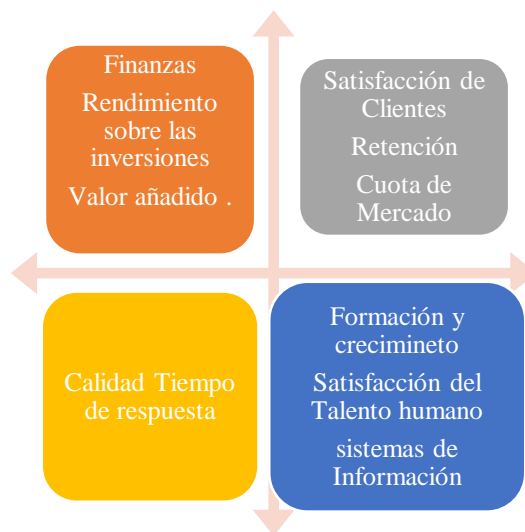 Finanzas
Rendimiento
sobre las
inversiones
Valor añadido .
Satisfacción de
Clientes
Retención
Cuota de
Mercado
Calidad Tiempo
de respuesta
Formación y
crecimineto
Satisfacción del
Talento humano
sistemas de
Información